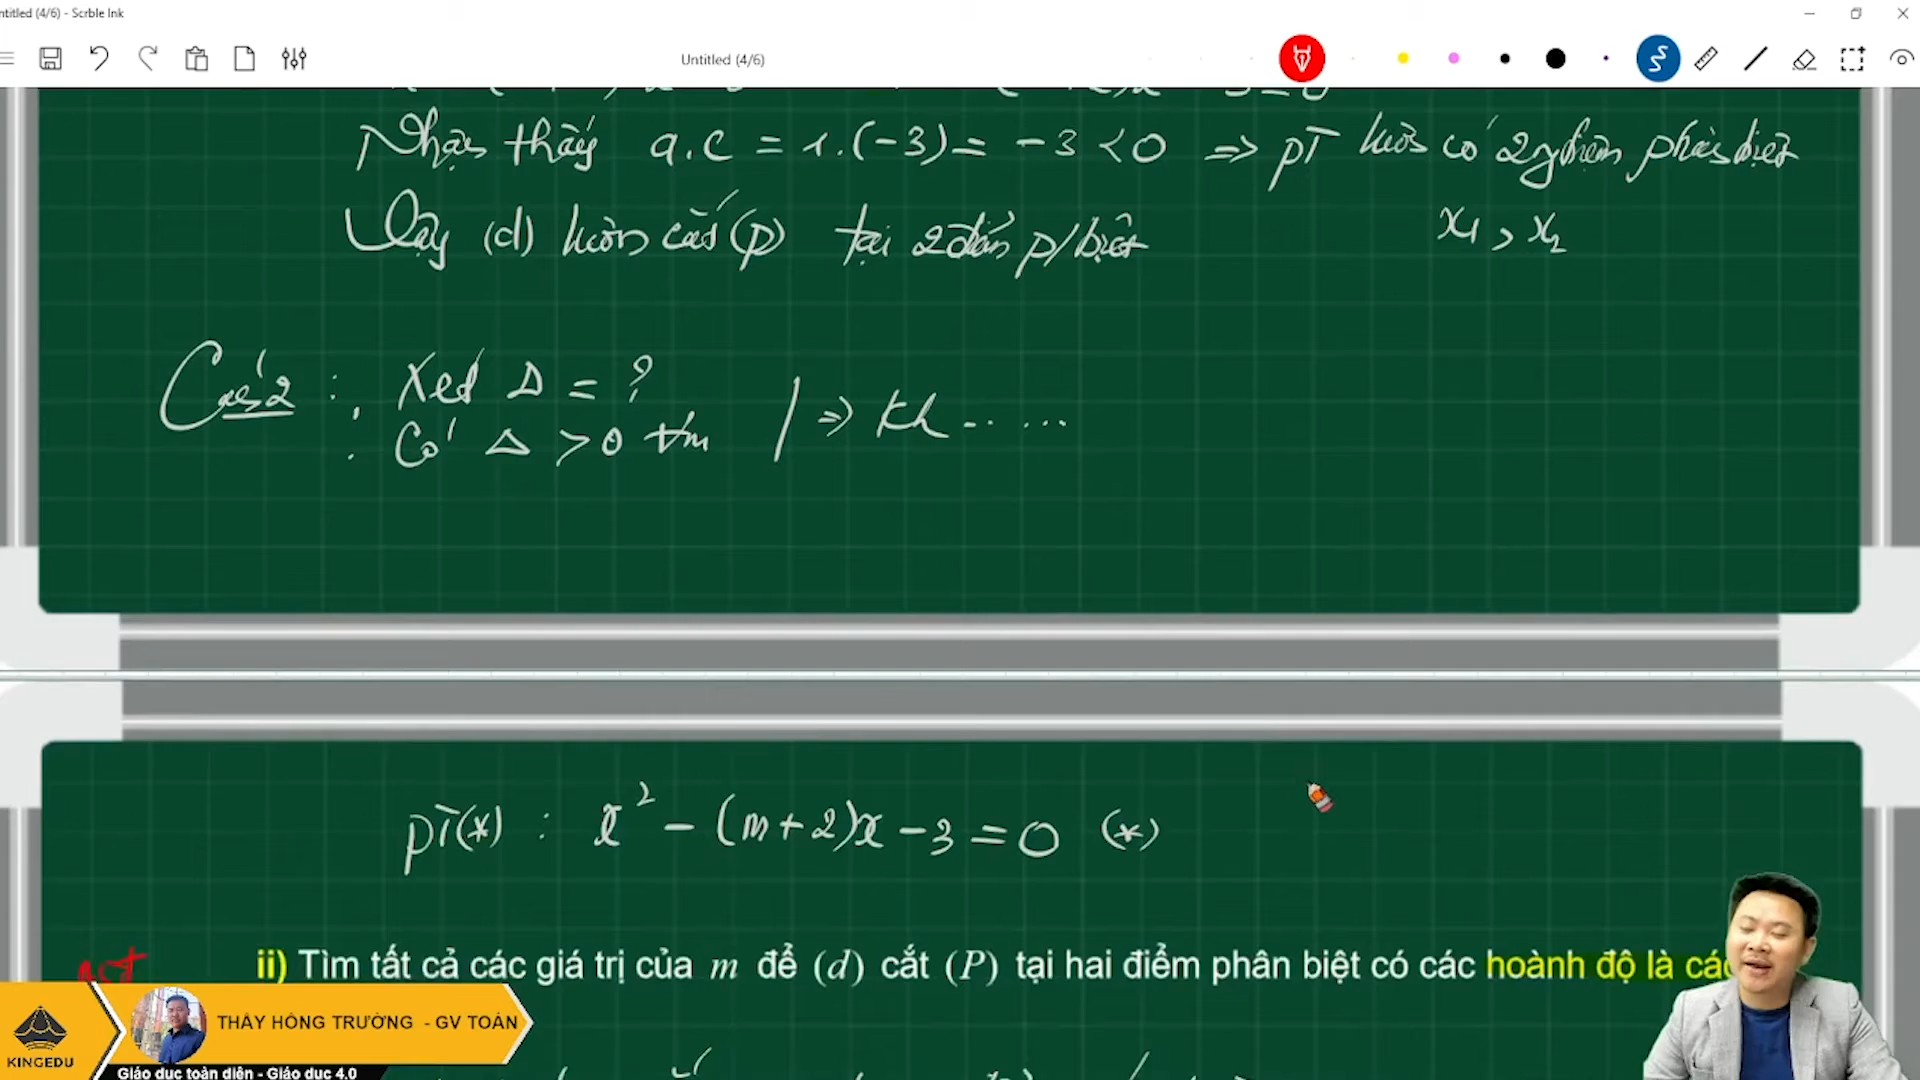 ntitled (4/6) - Scrble Ink
Untitled (4/6)
Nhận thấy a.c = 1.(-3) = -3 < 0 => pT luôn có 2 nghiệm phân biệt
x1, x2
Vậy (d) luôn cắt (p) tại 2 điểm p/biệt
Cách 2 : Xét Δ = ?
Có Δ > 0 ∀m => KL ... ...
pT(*) : x² - (m+2)x - 3 = 0 (*)
ii) Tìm tất cả các giá trị của m để (d) cắt (P) tại hai điểm phân biệt có các hoành độ là
THẦY HỒNG TRƯỜNG - GV TOÁN
KINGEDU
Giáo dục toàn diện - Giáo dục 4.0